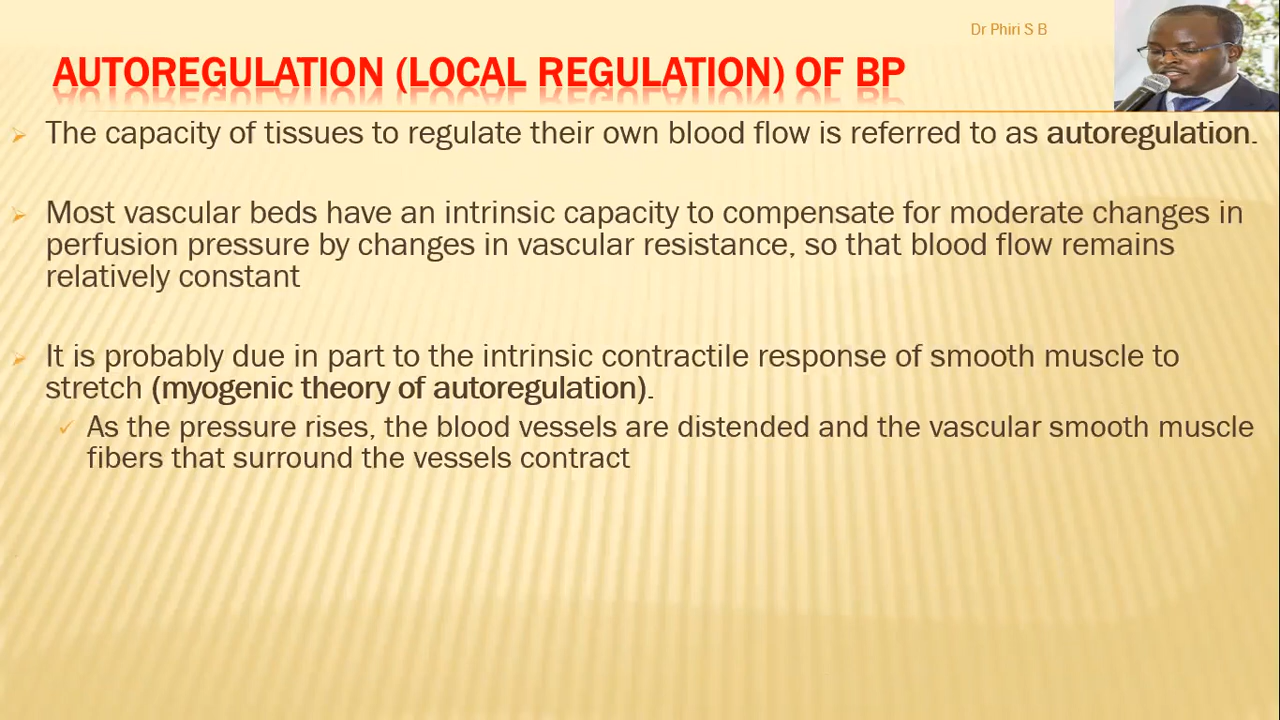 Dr Phiri S B
AUTOREGULATION (LOCAL REGULATION) OF BP
The capacity of tissues to regulate their own blood flow is referred to as autoregulation.
Most vascular beds have an intrinsic capacity to compensate for moderate changes in
perfusion pressure by changes in vascular resistance, so that blood flow remains
relatively constant
It is probably due in part to the intrinsic contractile response of smooth muscle to
stretch (myogenic theory of autoregulation).
As the pressure rises, the blood vessels are distended and the vascular smooth muscle
fibers that surround the vessels contract